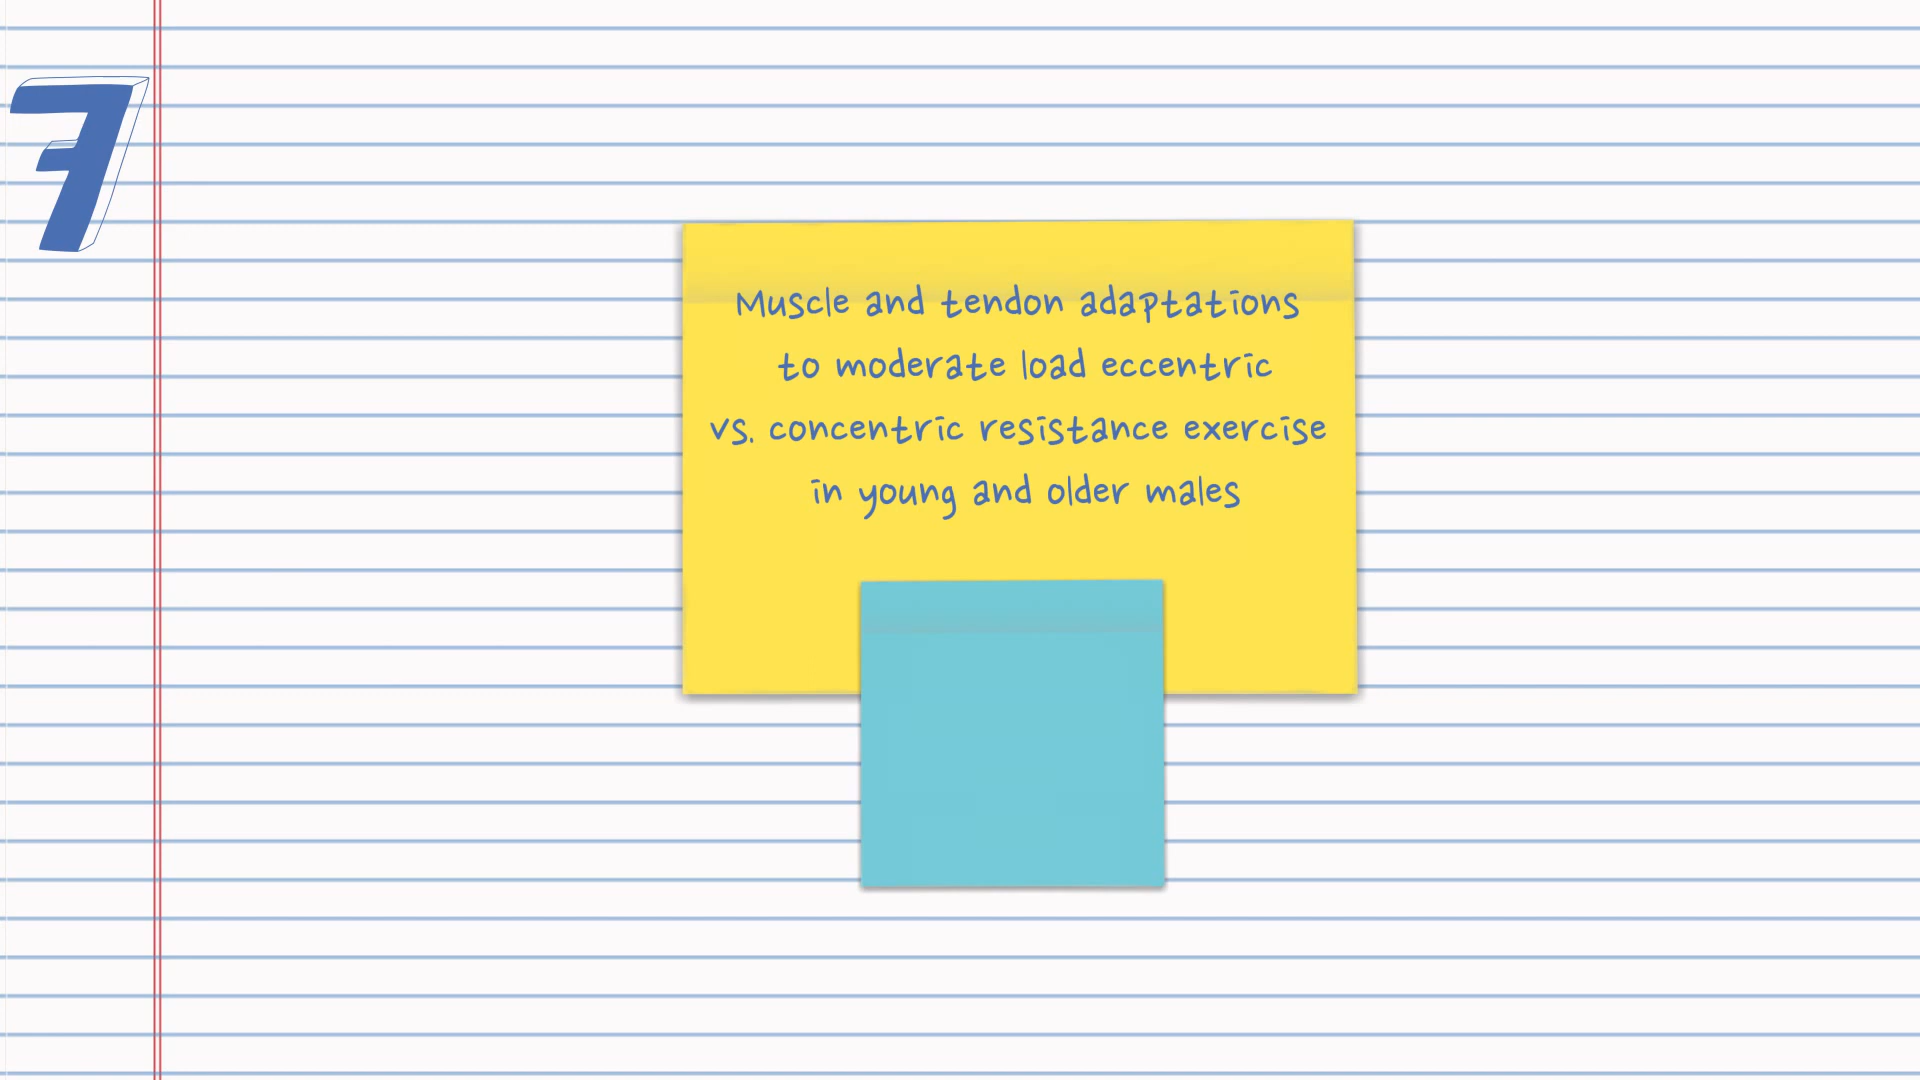 7
Muscle and tendon adaptations
to moderate load eccentric
vs. concentric resistance exercise
in young and older males